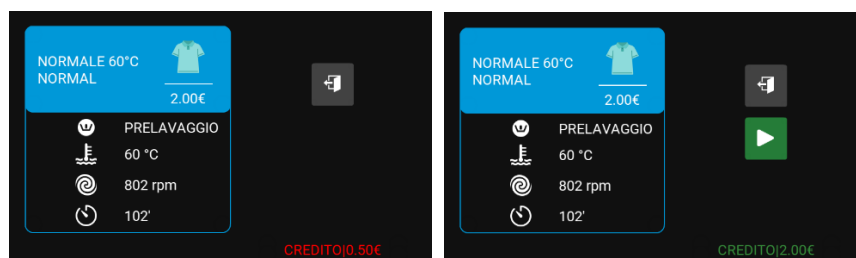 NORMALE 60°C
NORMAL
2.00€
PRELAVAGGIO
60 °C
802 rpm
102'
CREDITO|0.50€
NORMALE 60°C
NORMAL
2.00€
PRELAVAGGIO
60 °C
802 rpm
102'
CREDITO|2.00€